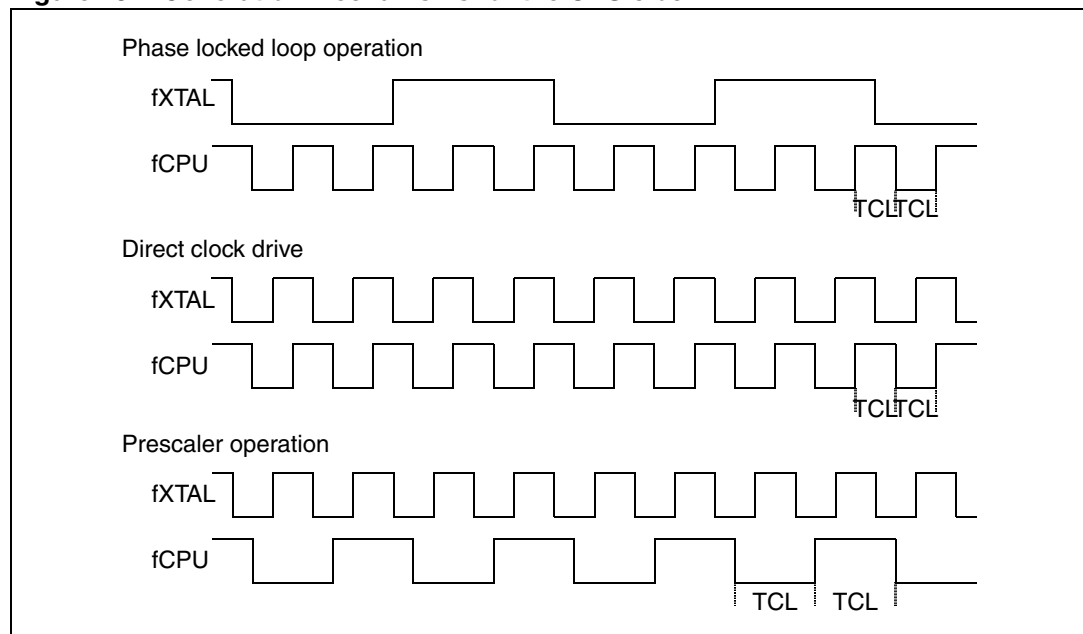 Phase locked loop operation
fXTAL
fCPU
TCL TCL
Direct clock drive
fXTAL
fCPU
TCL TCL
Prescaler operation
fXTAL
fCPU
TCL TCL